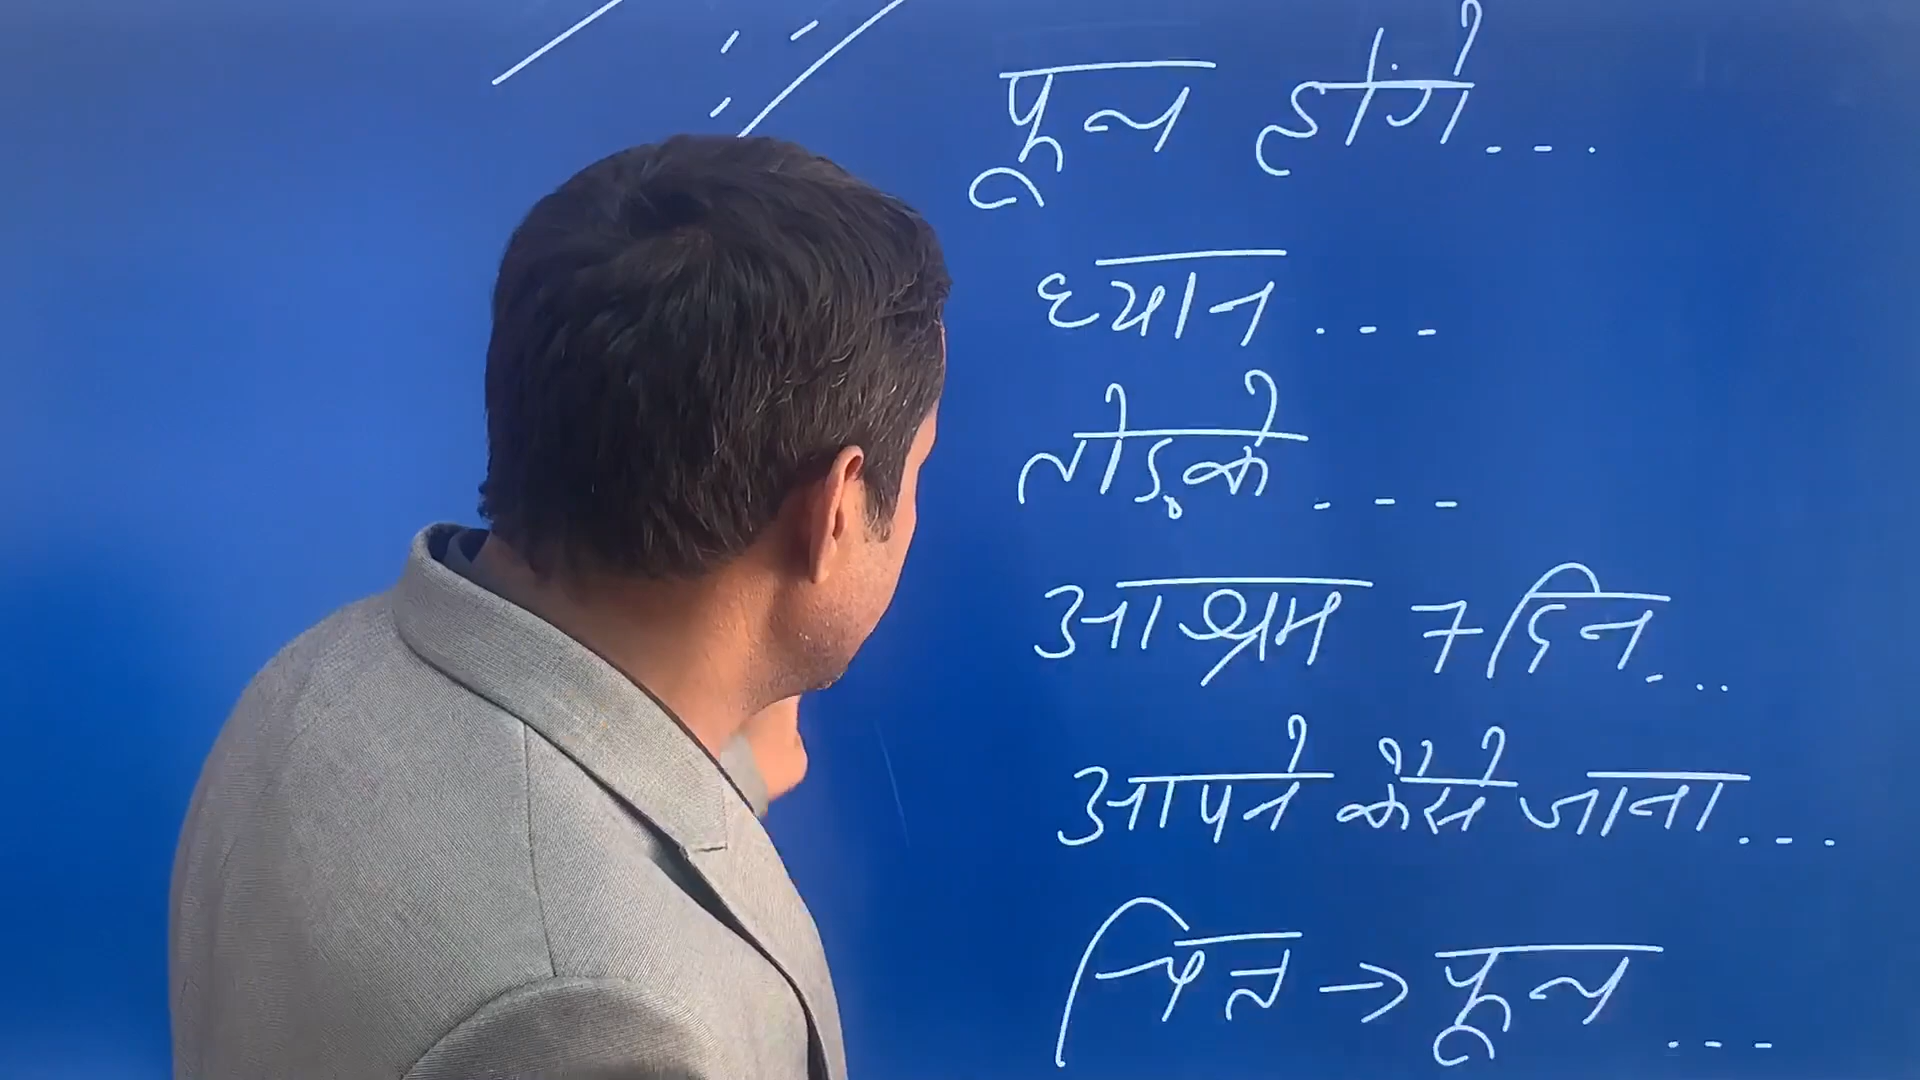 फूल होंगे...
ध्यान...
तोड़के...
आश्रम 7 दिन...
आपने कैसे जाना...
चित्त → फूल...